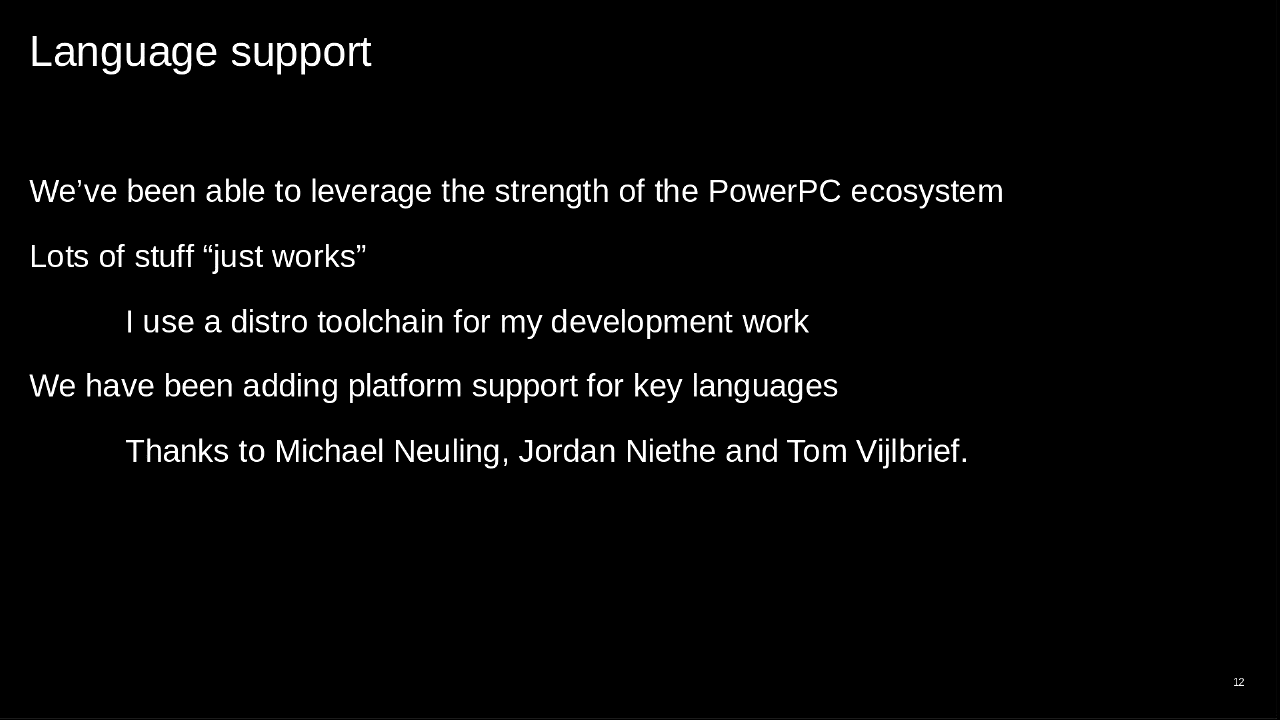 Language support
We’ve been able to leverage the strength of the PowerPC ecosystem
Lots of stuff “just works”
I use a distro toolchain for my development work
We have been adding platform support for key languages
Thanks to Michael Neuling, Jordan Niethe and Tom Vijlbrief.
12